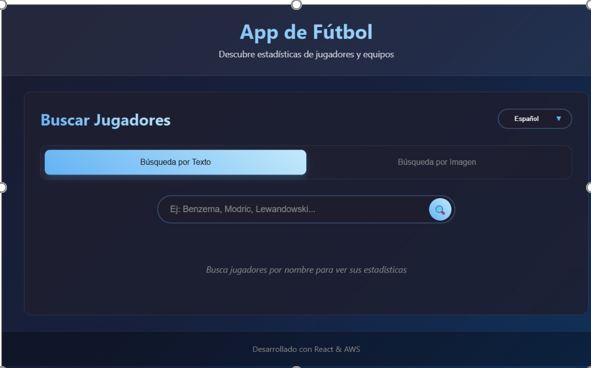 App de Fútbol
Descubre estadísticas de jugadores y equipos
Buscar Jugadores
Español
Búsqueda por Texto
Búsqueda por Imagen
Ej: Benzema, Modric, Lewandowski...
Busca jugadores por nombre para ver sus estadísticas
Desarrollado con React & AWS